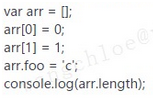 var arr = [];
arr[0] = 0;
arr[1] = 1;
arr.foo = 'c';
console.log(arr.length);